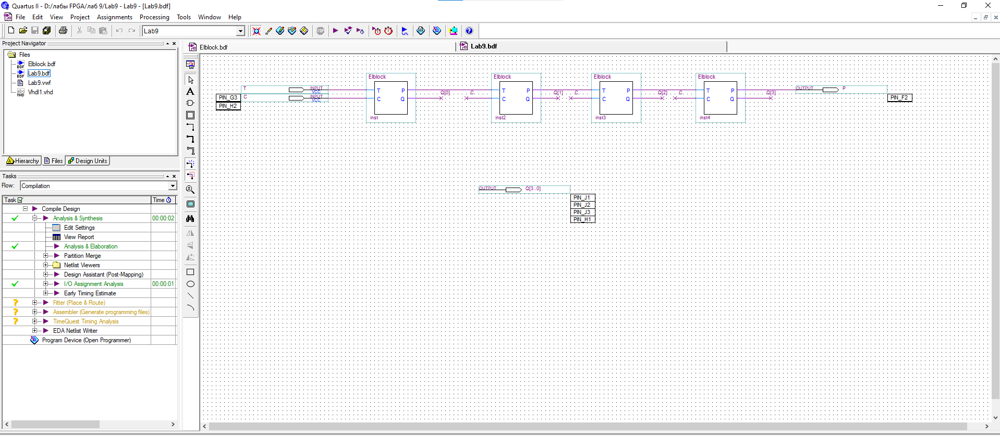 Quartus II - D:/лабы FPGA/лаб 9/Lab9 - Lab9 - [Lab9.bdf]
File Edit View Project Assignments Processing Tools Window Help
Lab9
STOP
Project Navigator
Files
BDF Elblock.bdf
BDF Lab9.bdf
Lab9.vwf
abc VHD Vhdl1.vhd
Hierarchy Files Design Units
Tasks
Flow: Compilation
Task Time
Compile Design
Analysis & Synthesis 00:00:02
Edit Settings
View Report
Analysis & Elaboration
Partition Merge
Netlist Viewers
Design Assistant (Post-Mapping)
I/O Assignment Analysis 00:00:01
Early Timing Estimate
Fitter (Place & Route)
Assembler (Generate programming files)
TimeQuest Timing Analysis
EDA Netlist Writer
Program Device (Open Programmer)
Elblock.bdf Lab9.bdf
Elblock Elblock Elblock Elblock
T INPUT VCC
C INPUT VCC
PIN_G3
PIN_H2
T P
C Q
inst
Q[0]
C
T P
C Q
inst2
Q[1]
C
T P
C Q
inst3
Q[2]
C
T P
C Q
inst4
Q[3]
OUTPUT P
PIN_F2
OUTPUT Q[3..0]
PIN_J1
PIN_J2
PIN_J3
PIN_H1